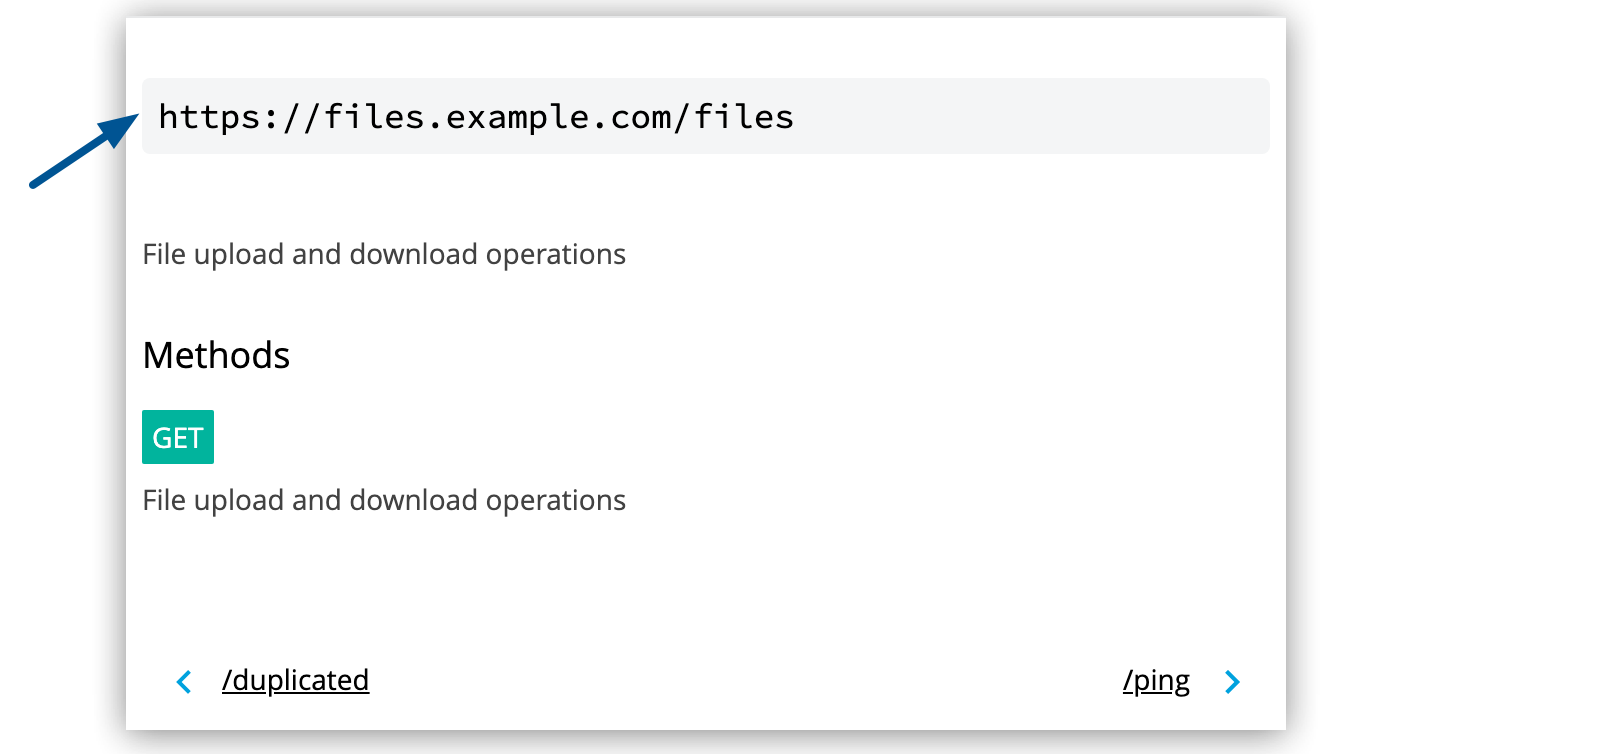 https://files.example.com/files
File upload and download operations
Methods
GET
File upload and download operations
/duplicated
/ping